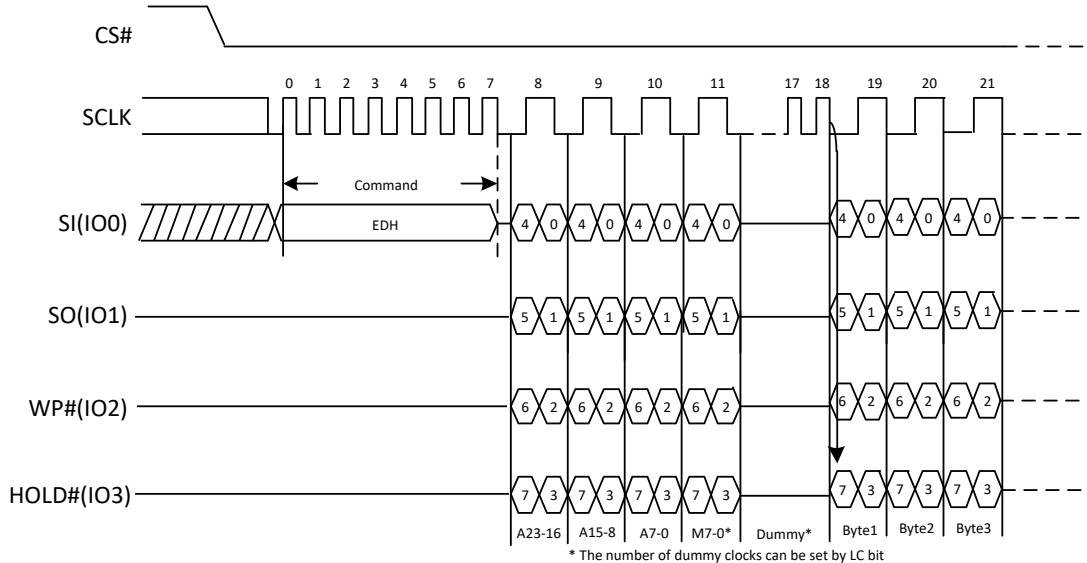 CS#
0 1 2 3 4 5 6 7 8 9 10 11 17 18 19 20 21
SCLK
Command
SI(IO0) EDH 4 0 4 0 4 0 4 0 4 0 4 0 4 0
SO(IO1) 5 1 5 1 5 1 5 1 5 1 5 1 5 1
WP#(IO2) 6 2 6 2 6 2 6 2 6 2 6 2 6 2
HOLD#(IO3) 7 3 7 3 7 3 7 3 7 3 7 3 7 3
A23-16 A15-8 A7-0 M7-0* Dummy* Byte1 Byte2 Byte3
* The number of dummy clocks can be set by LC bit